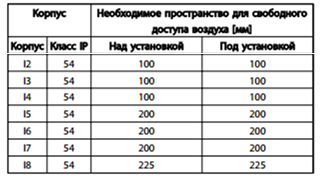 Корпус Необходимое пространство для свободного
доступа воздуха [мм]
Корпус Класс IP Над установкой Под установкой
I2 54 100 100
I3 54 100 100
I4 54 100 100
I5 54 200 200
I6 54 200 200
I7 54 200 200
I8 54 225 225